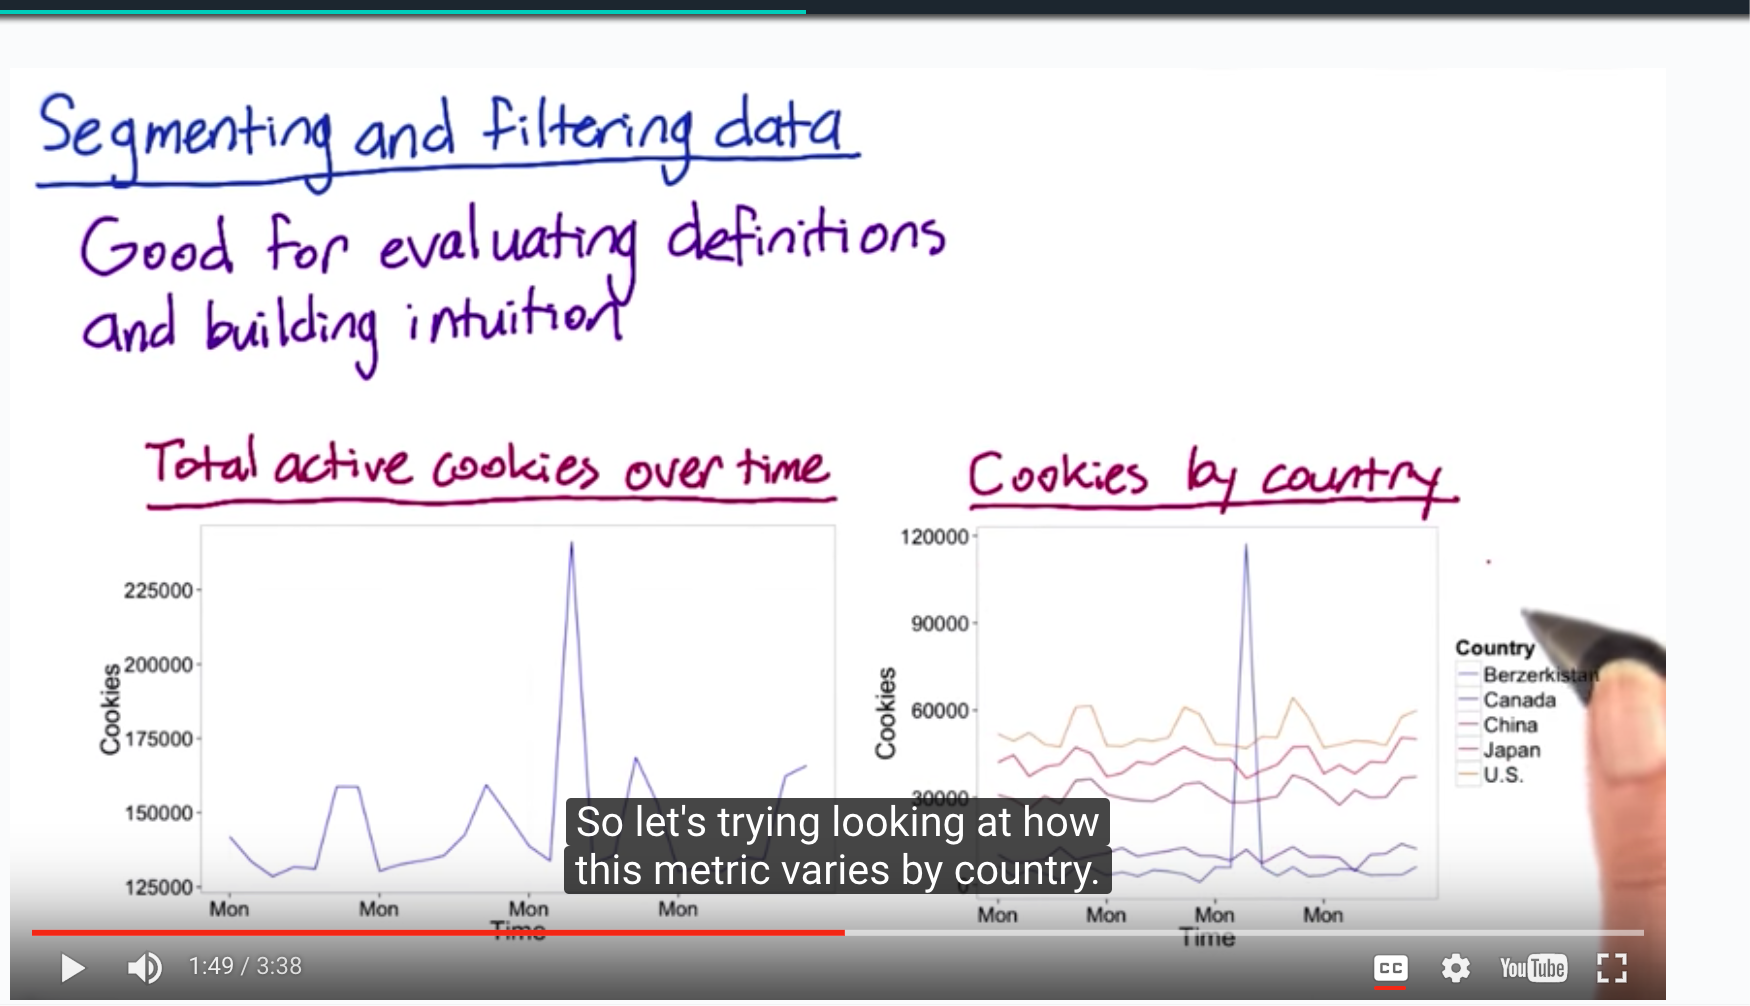 Segmenting and filtering data
Good for evaluating definitions
and building intuition
Total active cookies over time
Cookies by country
225000
200000
175000
150000
125000
Cookies
Mon Mon Mon Mon
Time
120000
90000
60000
30000
0
Cookies
Mon Mon Mon Mon
Time
Country
Berzerkistan
Canada
China
Japan
U.S.
So let's trying looking at how
this metric varies by country.
1:49 / 3:38
CC
YouTube